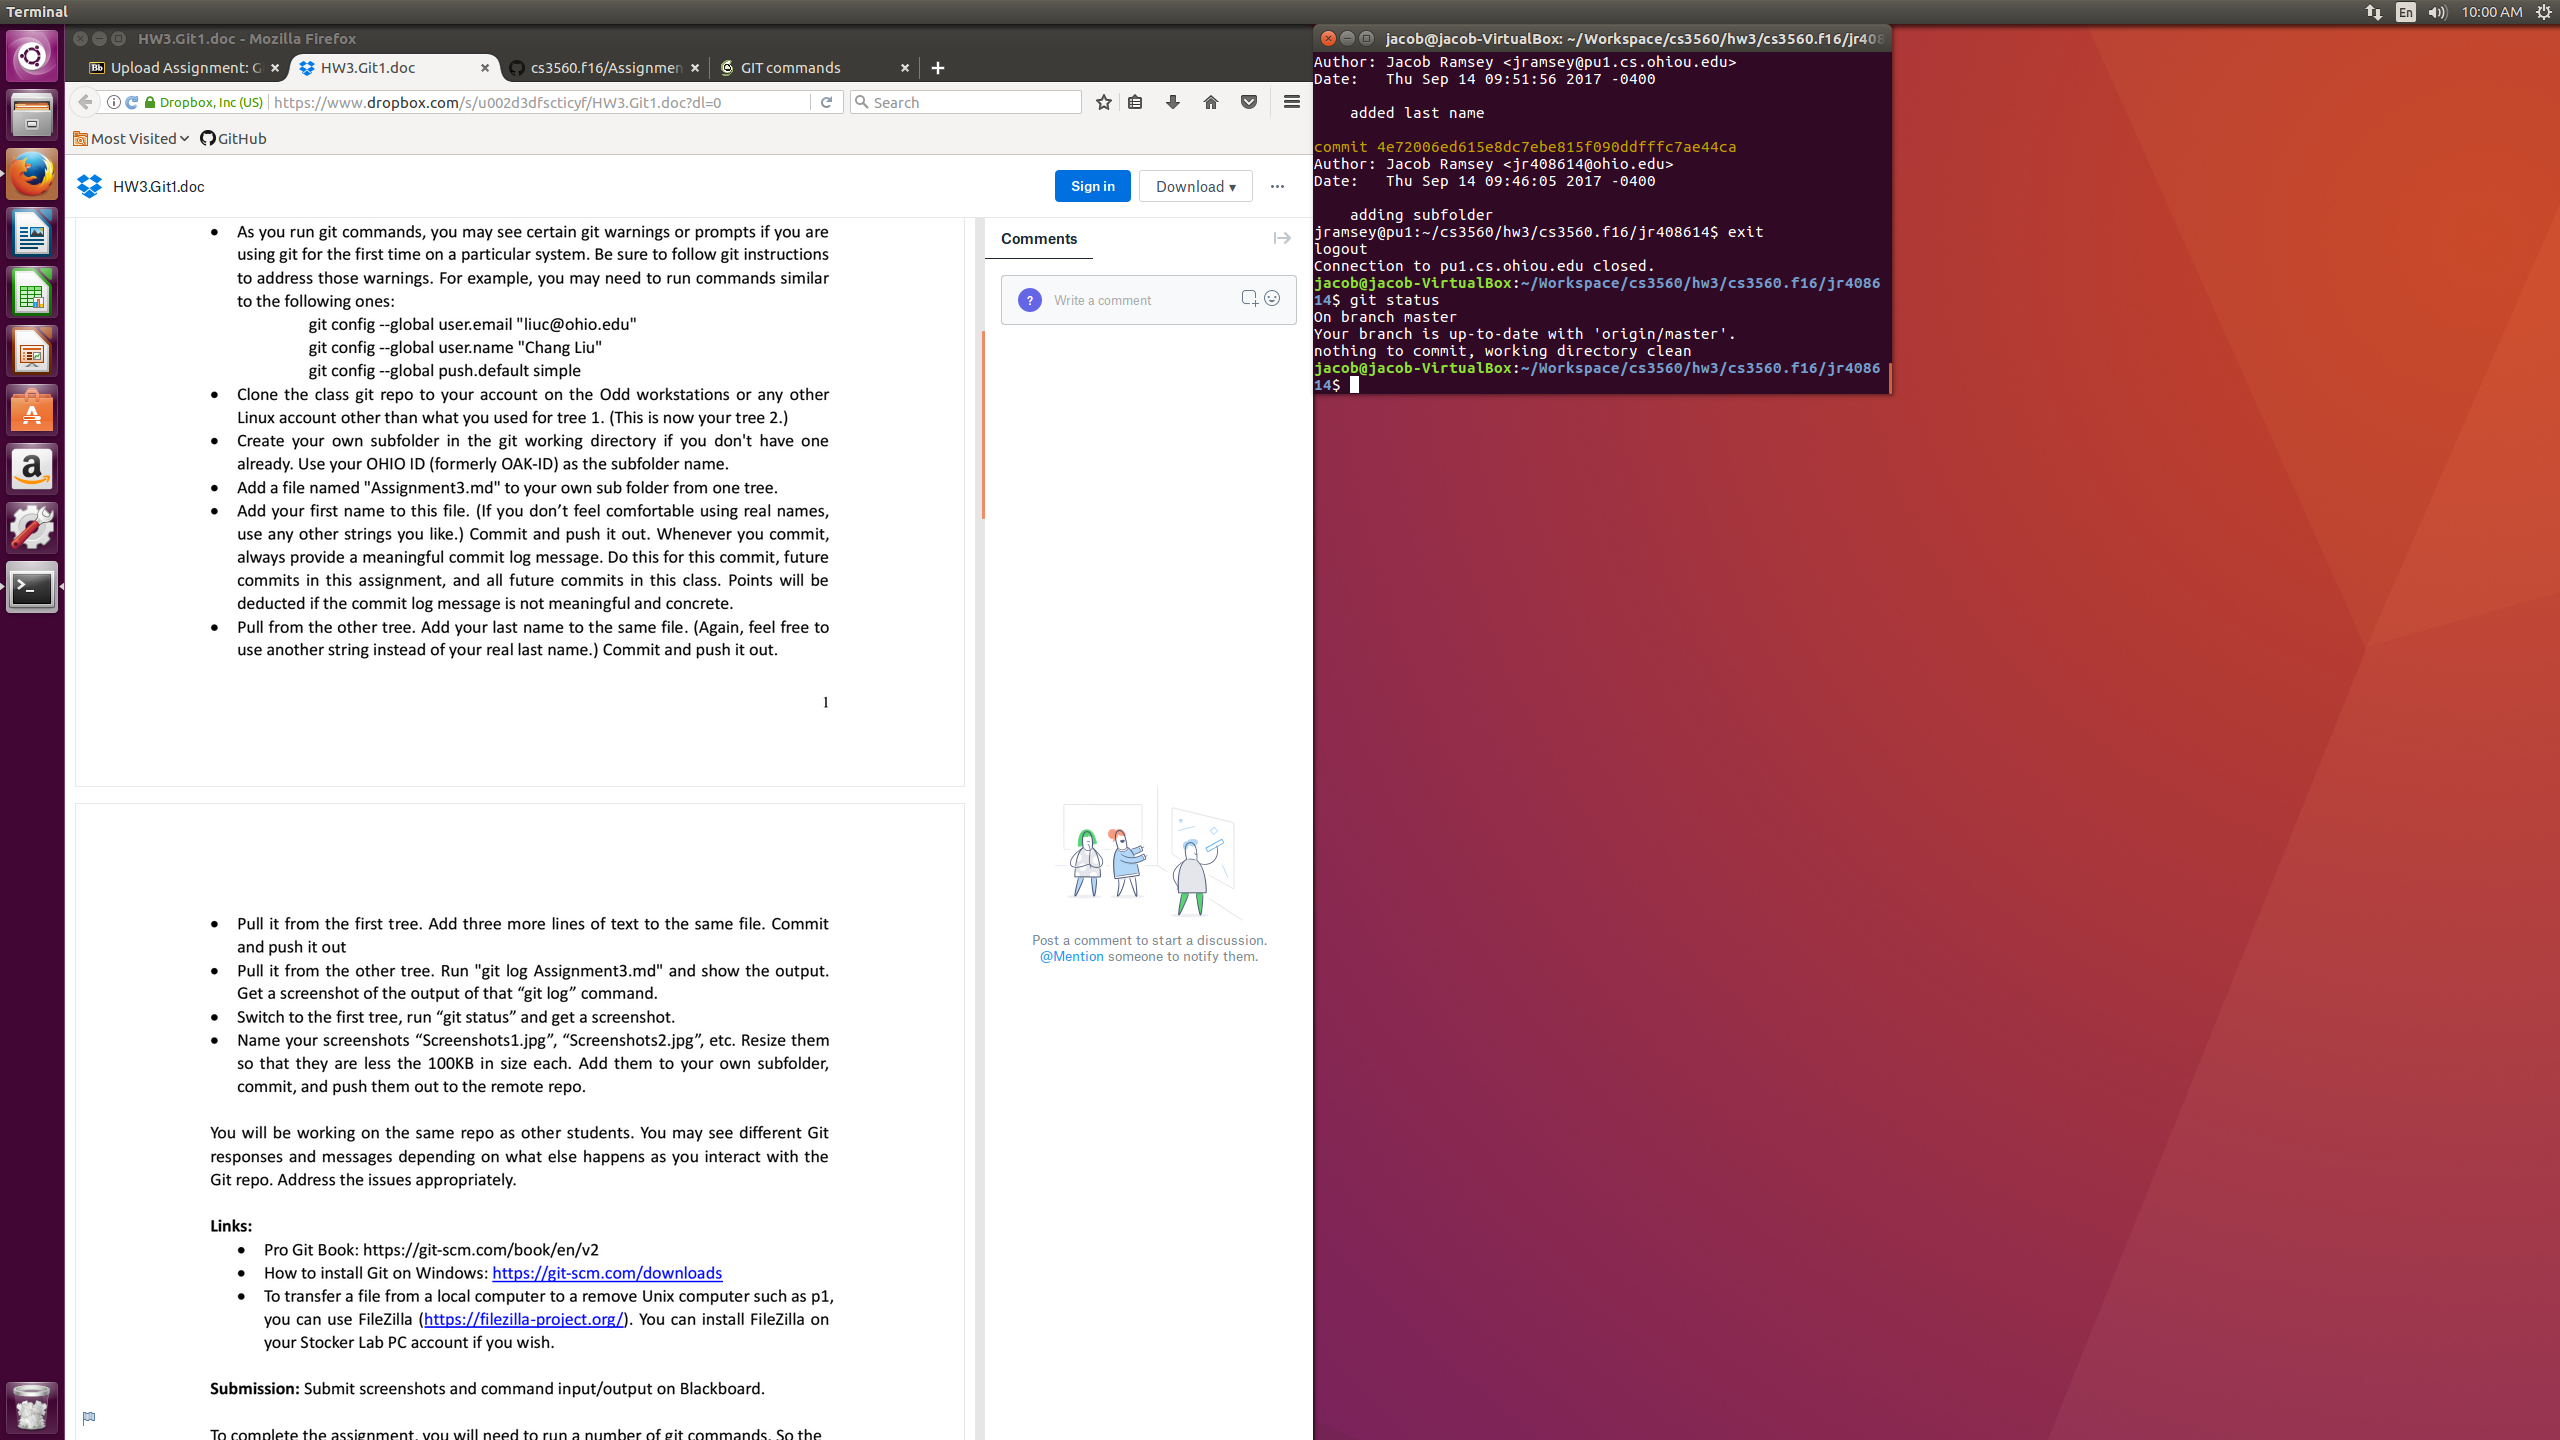 Terminal
En
10:00 AM
HW3.Git1.doc - Mozilla Firefox
Bb Upload Assignment: G
HW3.Git1.doc
cs3560.f16/Assignmen
GIT commands
Dropbox, Inc (US)
https://www.dropbox.com/s/u002d3dfscticyf/HW3.Git1.doc?dl=0
Search
Most Visited
GitHub
HW3.Git1.doc
Sign in
Download ▾
• As you run git commands, you may see certain git warnings or prompts if you are
using git for the first time on a particular system. Be sure to follow git instructions
to address those warnings. For example, you may need to run commands similar
to the following ones:
git config --global user.email "liuc@ohio.edu"
git config --global user.name "Chang Liu"
git config --global push.default simple
• Clone the class git repo to your account on the Odd workstations or any other
Linux account other than what you used for tree 1. (This is now your tree 2.)
• Create your own subfolder in the git working directory if you don't have one
already. Use your OHIO ID (formerly OAK-ID) as the subfolder name.
• Add a file named "Assignment3.md" to your own sub folder from one tree.
• Add your first name to this file. (If you don’t feel comfortable using real names,
use any other strings you like.) Commit and push it out. Whenever you commit,
always provide a meaningful commit log message. Do this for this commit, future
commits in this assignment, and all future commits in this class. Points will be
deducted if the commit log message is not meaningful and concrete.
• Pull from the other tree. Add your last name to the same file. (Again, feel free to
use another string instead of your real last name.) Commit and push it out.
1
• Pull it from the first tree. Add three more lines of text to the same file. Commit
and push it out
• Pull it from the other tree. Run "git log Assignment3.md" and show the output.
Get a screenshot of the output of that “git log” command.
• Switch to the first tree, run “git status” and get a screenshot.
• Name your screenshots “Screenshots1.jpg”, “Screenshots2.jpg”, etc. Resize them
so that they are less the 100KB in size each. Add them to your own subfolder,
commit, and push them out to the remote repo.
You will be working on the same repo as other students. You may see different Git
responses and messages depending on what else happens as you interact with the
Git repo. Address the issues appropriately.
Links:
• Pro Git Book: https://git-scm.com/book/en/v2
• How to install Git on Windows: https://git-scm.com/downloads
• To transfer a file from a local computer to a remove Unix computer such as p1,
you can use FileZilla (https://filezilla-project.org/). You can install FileZilla on
your Stocker Lab PC account if you wish.
Submission: Submit screenshots and command input/output on Blackboard.
To complete the assignment, you will need to run a number of git commands. So the
Comments
?
Write a comment
Post a comment to start a discussion.
@Mention someone to notify them.
jacob@jacob-VirtualBox: ~/Workspace/cs3560/hw3/cs3560.f16/jr408
Author: Jacob Ramsey <jramsey@pu1.cs.ohiou.edu>
Date:   Thu Sep 14 09:51:56 2017 -0400
added last name
commit 4e72006ed615e8dc7ebe815f090ddfffc7ae44ca
Author: Jacob Ramsey <jr408614@ohio.edu>
Date:   Thu Sep 14 09:46:05 2017 -0400
adding subfolder
jramsey@pu1:~/cs3560/hw3/cs3560.f16/jr408614$ exit
logout
Connection to pu1.cs.ohiou.edu closed.
jacob@jacob-VirtualBox:~/Workspace/cs3560/hw3/cs3560.f16/jr4086
14$ git status
On branch master
Your branch is up-to-date with 'origin/master'.
nothing to commit, working directory clean
jacob@jacob-VirtualBox:~/Workspace/cs3560/hw3/cs3560.f16/jr4086
14$